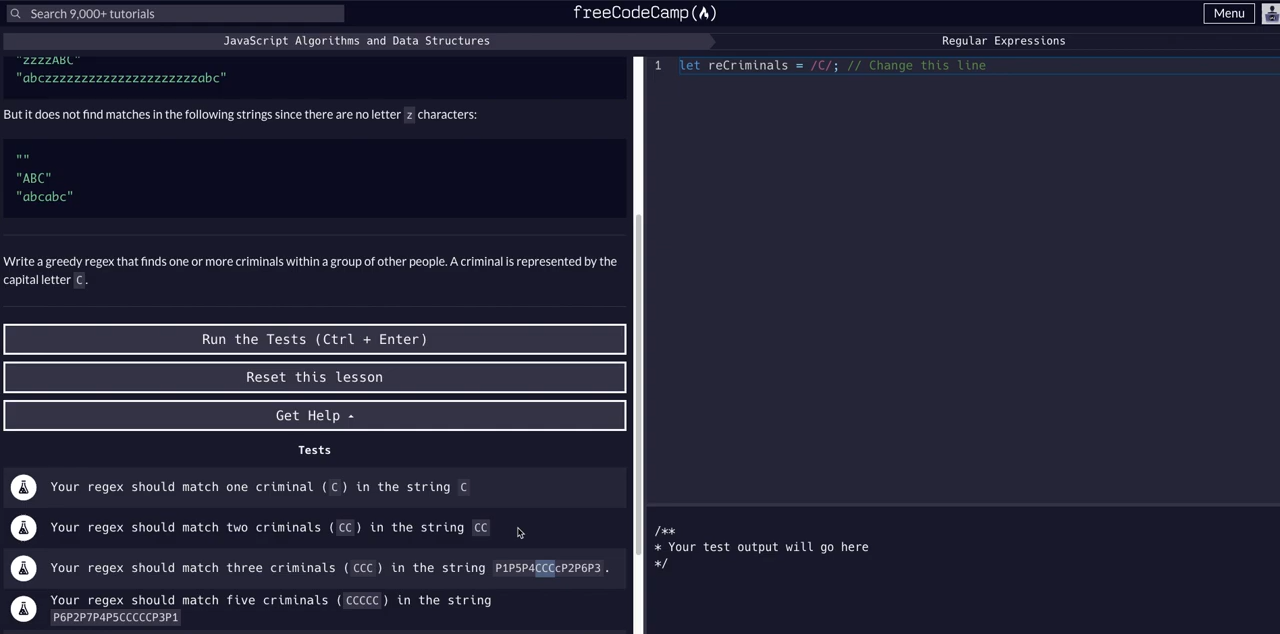 Search 9,000+ tutorials
freeCodeCamp(🔥)
Menu
JavaScript Algorithms and Data Structures
Regular Expressions
"zzzzABC"
"abczzzzzzzzzzzzzzzzzzzzzabc"
But it does not find matches in the following strings since there are no letter z characters:
""
"ABC"
"abcabc"
Write a greedy regex that finds one or more criminals within a group of other people. A criminal is represented by the
capital letter C.
Run the Tests (Ctrl + Enter)
Reset this lesson
Get Help
Tests
Your regex should match one criminal (C) in the string C
Your regex should match two criminals (CC) in the string CC
Your regex should match three criminals (CCC) in the string P1P5P4CCCcP2P6P3.
Your regex should match five criminals (CCCCC) in the string
P6P2P7P4P5CCCCCP3P1
1 let reCriminals = /C/; // Change this line
/**
* Your test output will go here
*/